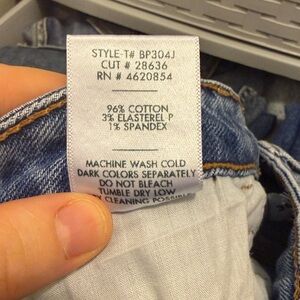 STYLE-T# BP304J
CUT # 28636
RN # 4620854
96% COTTON
3% ELASTEREL P
1% SPANDEX
MACHINE WASH COLD
DARK COLORS SEPARATELY
DO NOT BLEACH
TUMBLE DRY LOW
Y CLEANING POSSIB